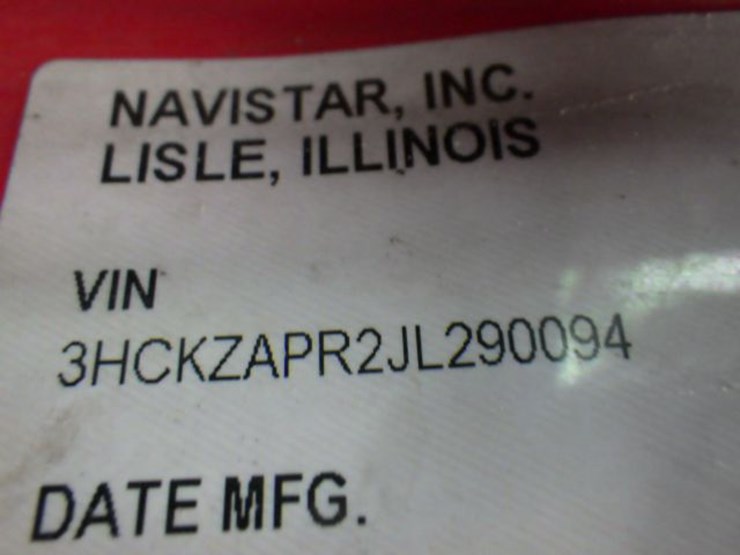 NAVISTAR, INC.
LISLE, ILLINOIS
VIN
3HCKZAPR2JL290094
DATE MFG.